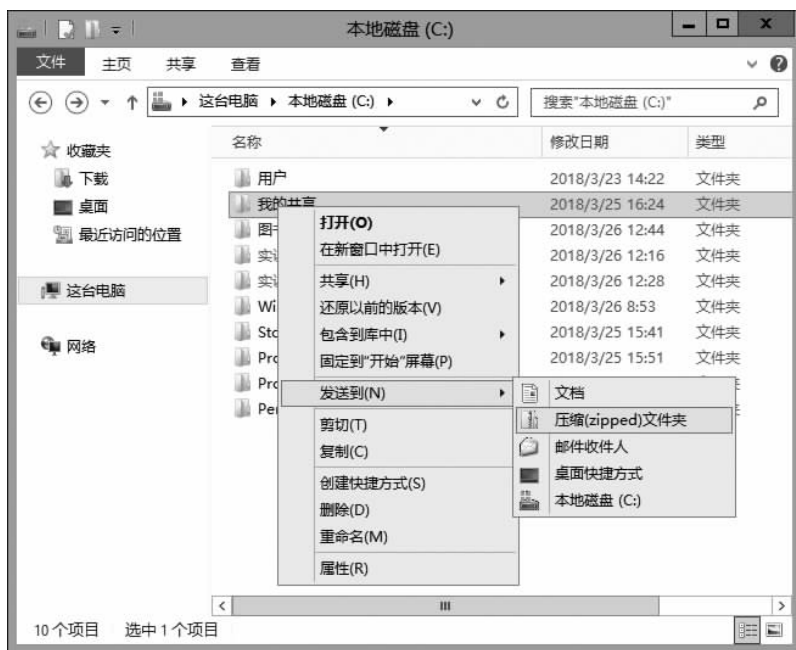 本地磁盘 (C:)
文件 主页 共享 查看
这台电脑 本地磁盘 (C:)
搜索"本地磁盘 (C:)"
收藏夹
下载
桌面
最近访问的位置
这台电脑
网络
名称 修改日期 类型
用户 2018/3/23 14:22 文件夹
我的共享 2018/3/25 16:24 文件夹
2018/3/26 12:44 文件夹
2018/3/26 12:16 文件夹
2018/3/26 12:28 文件夹
Wi 2018/3/26 8:53 文件夹
Sto 2018/3/25 15:41 文件夹
Pro 2018/3/25 15:51 文件夹
Pro
Per
打开(O)
在新窗口中打开(E)
共享(H)
还原以前的版本(V)
包含到库中(I)
固定到"开始"屏幕(P)
发送到(N)
剪切(T)
复制(C)
创建快捷方式(S)
删除(D)
重命名(M)
属性(R)
文档
压缩(zipped)文件夹
邮件收件人
桌面快捷方式
本地磁盘 (C:)
10 个项目 选中 1 个项目